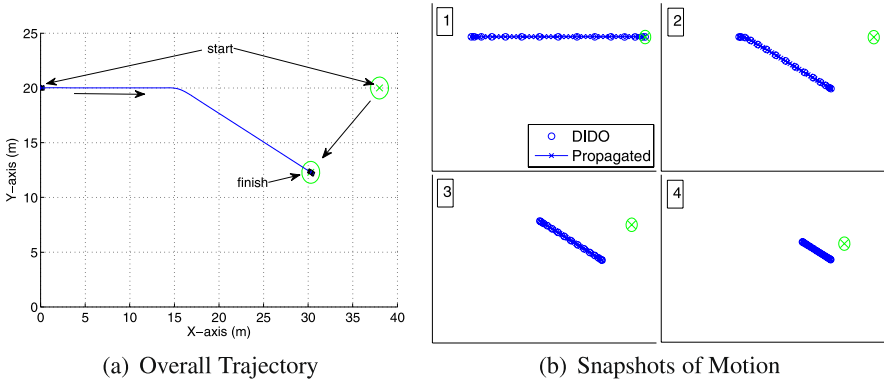 25
20
15
10
5
0
Y-axis (m)
start
finish
0 5 10 15 20 25 30 35 40
X-axis (m)
(a) Overall Trajectory
1
DIDO
Propagated
2
3
4
(b) Snapshots of Motion